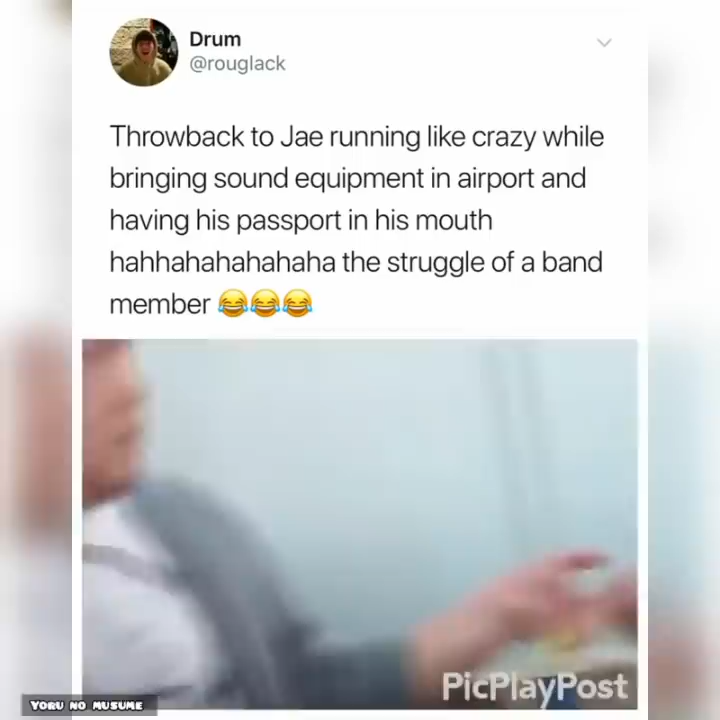 Drum
@rouglack
Throwback to Jae running like crazy while
bringing sound equipment in airport and
having his passport in his mouth
hahhahahahahaha the struggle of a band
member 😂😂😂
PicPlayPost
YORU NO MUSUME